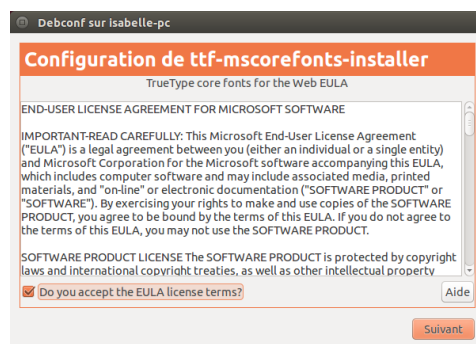 Debconf sur isabelle-pc
Configuration de ttf-mscorefonts-installer
TrueType core fonts for the Web EULA
END-USER LICENSE AGREEMENT FOR MICROSOFT SOFTWARE
IMPORTANT-READ CAREFULLY: This Microsoft End-User License Agreement
("EULA") is a legal agreement between you (either an individual or a single entity)
and Microsoft Corporation for the Microsoft software accompanying this EULA,
which includes computer software and may include associated media, printed
materials, and "on-line" or electronic documentation ("SOFTWARE PRODUCT" or
"SOFTWARE"). By exercising your rights to make and use copies of the SOFTWARE
PRODUCT, you agree to be bound by the terms of this EULA. If you do not agree to
the terms of this EULA, you may not use the SOFTWARE PRODUCT.
SOFTWARE PRODUCT LICENSE The SOFTWARE PRODUCT is protected by copyright
laws and international copyright treaties, as well as other intellectual property
Do you accept the EULA license terms?
Aide
Suivant